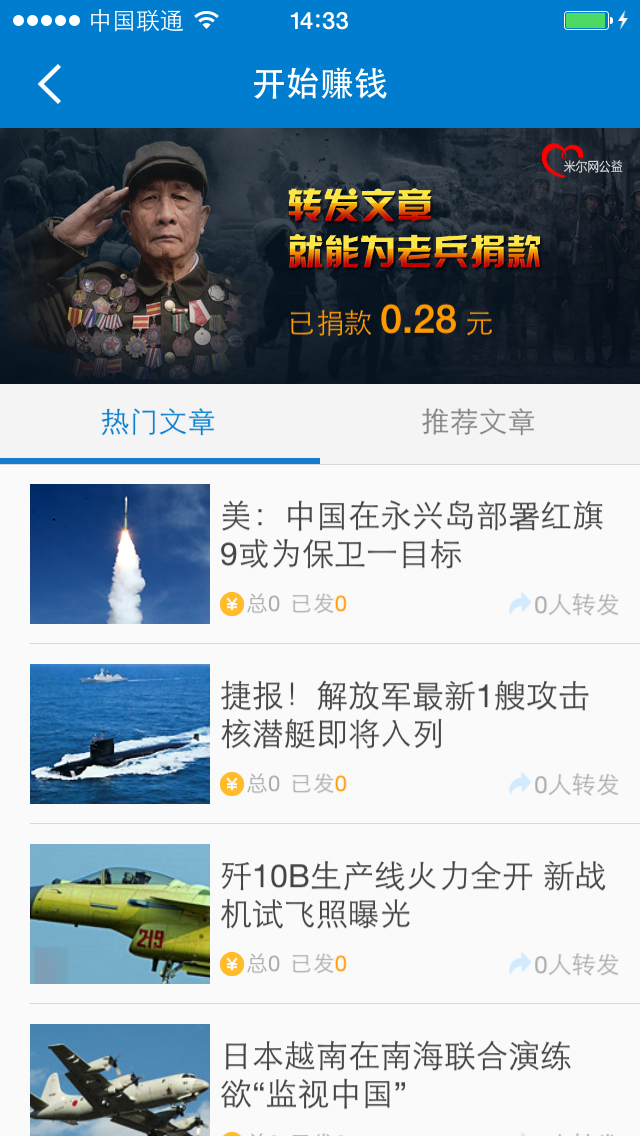 中国联通 14:33
开始赚钱
米尔网公益
转发文章
就能为老兵捐款
已捐款 0.28 元
热门文章 推荐文章
美：中国在永兴岛部署红旗
9或为保卫一目标
¥总0 已发0 0人转发
捷报！解放军最新1艘攻击
核潜艇即将入列
¥总0 已发0 0人转发
219
歼10B生产线火力全开 新战
机试飞照曝光
¥总0 已发0 0人转发
日本越南在南海联合演练
欲“监视中国”